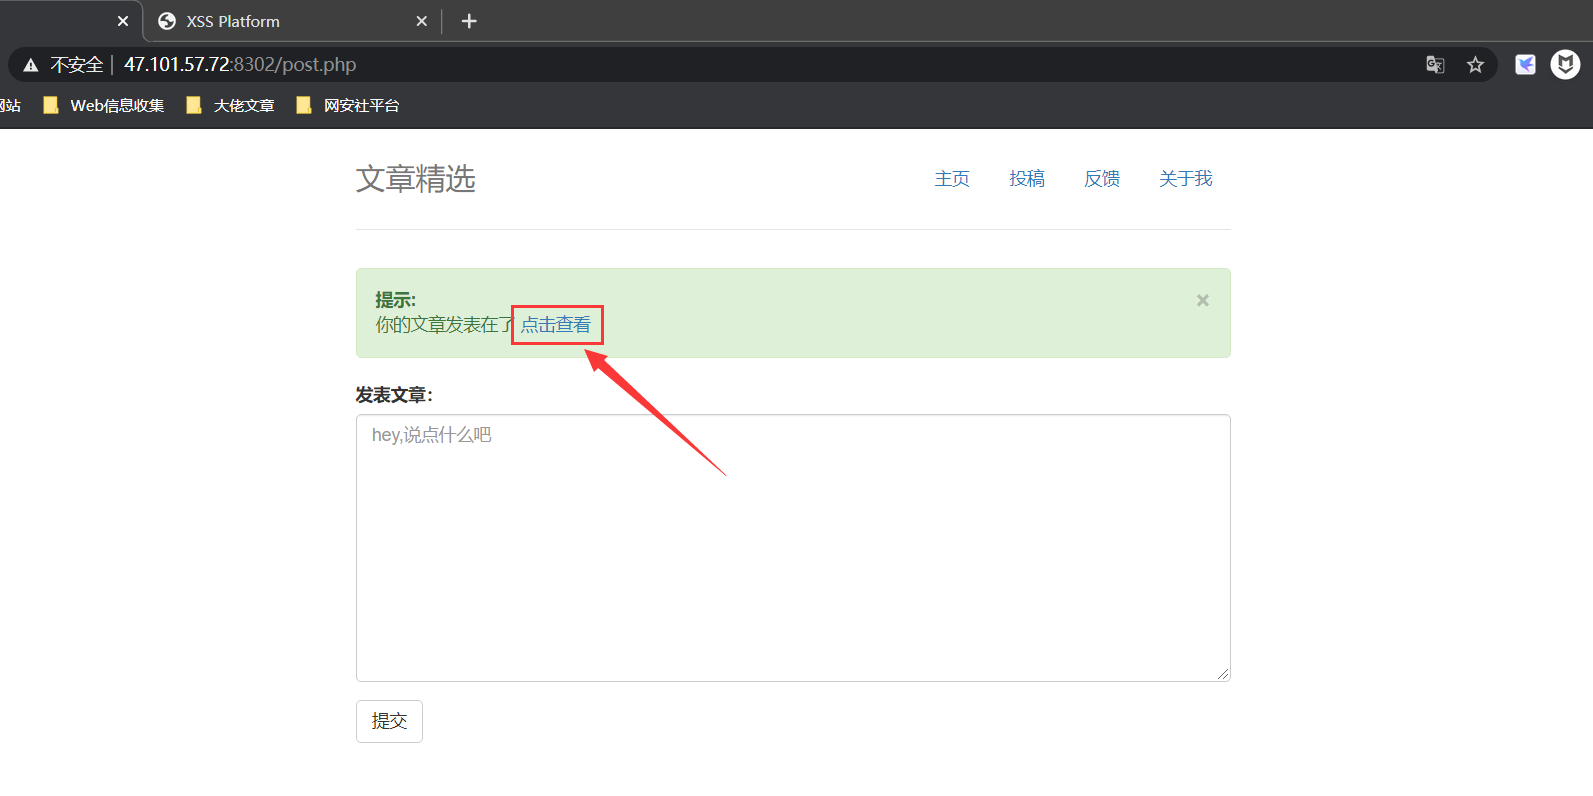 XSS Platform
不安全 47.101.57.72:8302/post.php
网站 Web信息收集 大佬文章 网安社平台
文章精选 主页 投稿 反馈 关于我
提示:
你的文章发表在了 点击查看
发表文章：
hey,说点什么吧
提交